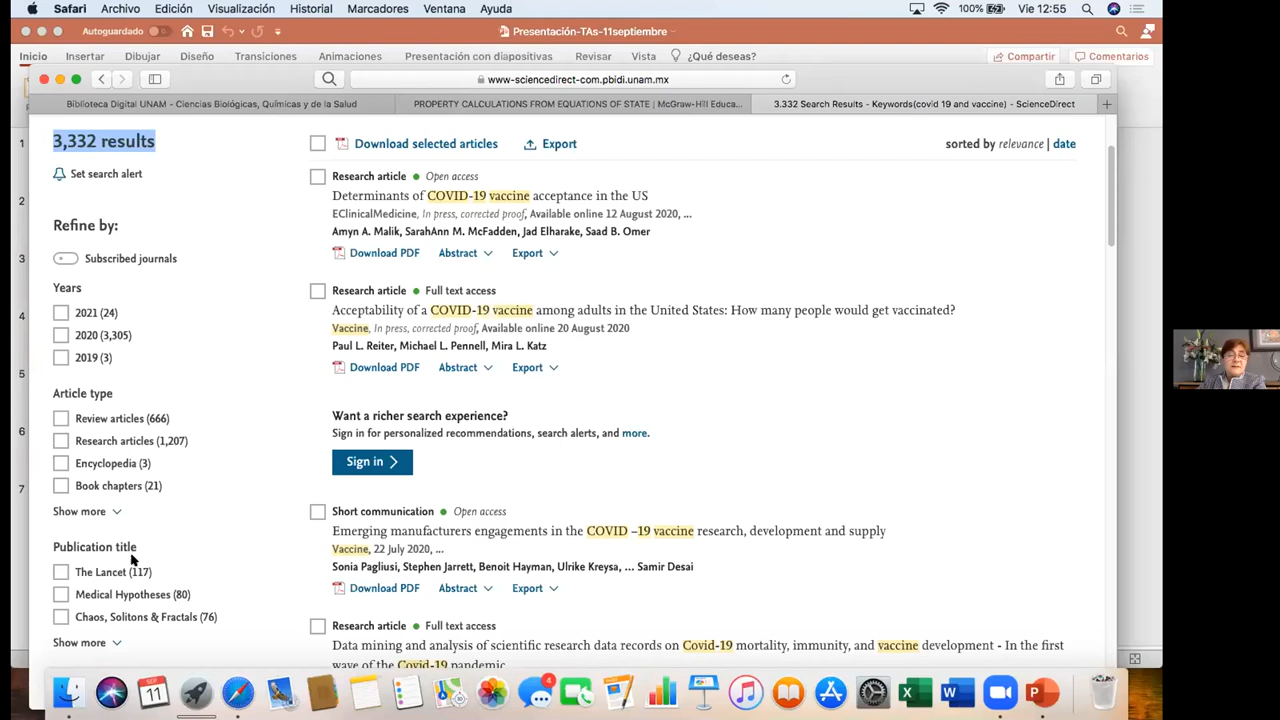 Safari Archivo Edición Visualización Historial Marcadores Ventana Ayuda 100% Vie 12:55
Autoguardado Presentación-TAs-11septiembre
Inicio Insertar Dibujar Diseño Transiciones Animaciones Presentación con diapositivas Revisar Vista ¿Qué deseas? Compartir Comentarios
www-sciencedirect-com.pbidi.unam.mx
Biblioteca Digital UNAM - Ciencias Biológicas, Químicas y de la Salud PROPERTY CALCULATIONS FROM EQUATIONS OF STATE | McGraw-Hill Educa... 3.332 Search Results - Keywords(covid 19 and vaccine) - ScienceDirect
3,332 results
Set search alert
Refine by:
Subscribed journals
Years
2021 (24)
2020 (3,305)
2019 (3)
Article type
Review articles (666)
Research articles (1,207)
Encyclopedia (3)
Book chapters (21)
Show more
Publication title
The Lancet (117)
Medical Hypotheses (80)
Chaos, Solitons & Fractals (76)
Show more
Download selected articles Export sorted by relevance | date
Research article Open access
Determinants of COVID-19 vaccine acceptance in the US
EClinicalMedicine, In press, corrected proof, Available online 12 August 2020, ...
Amyn A. Malik, SarahAnn M. McFadden, Jad Elharake, Saad B. Omer
Download PDF Abstract Export
Research article Full text access
Acceptability of a COVID-19 vaccine among adults in the United States: How many people would get vaccinated?
Vaccine, In press, corrected proof, Available online 20 August 2020
Paul L. Reiter, Michael L. Pennell, Mira L. Katz
Download PDF Abstract Export
Want a richer search experience?
Sign in for personalized recommendations, search alerts, and more.
Sign in
Short communication Open access
Emerging manufacturers engagements in the COVID –19 vaccine research, development and supply
Vaccine, 22 July 2020, ...
Sonia Pagliusi, Stephen Jarrett, Benoit Hayman, Ulrike Kreysa, ... Samir Desai
Download PDF Abstract Export
Research article Full text access
Data mining and analysis of scientific research data records on Covid-19 mortality, immunity, and vaccine development - In the first
wave of the Covid-19 pandemic
1
2
3
4
5
6
7
SEP
11
4